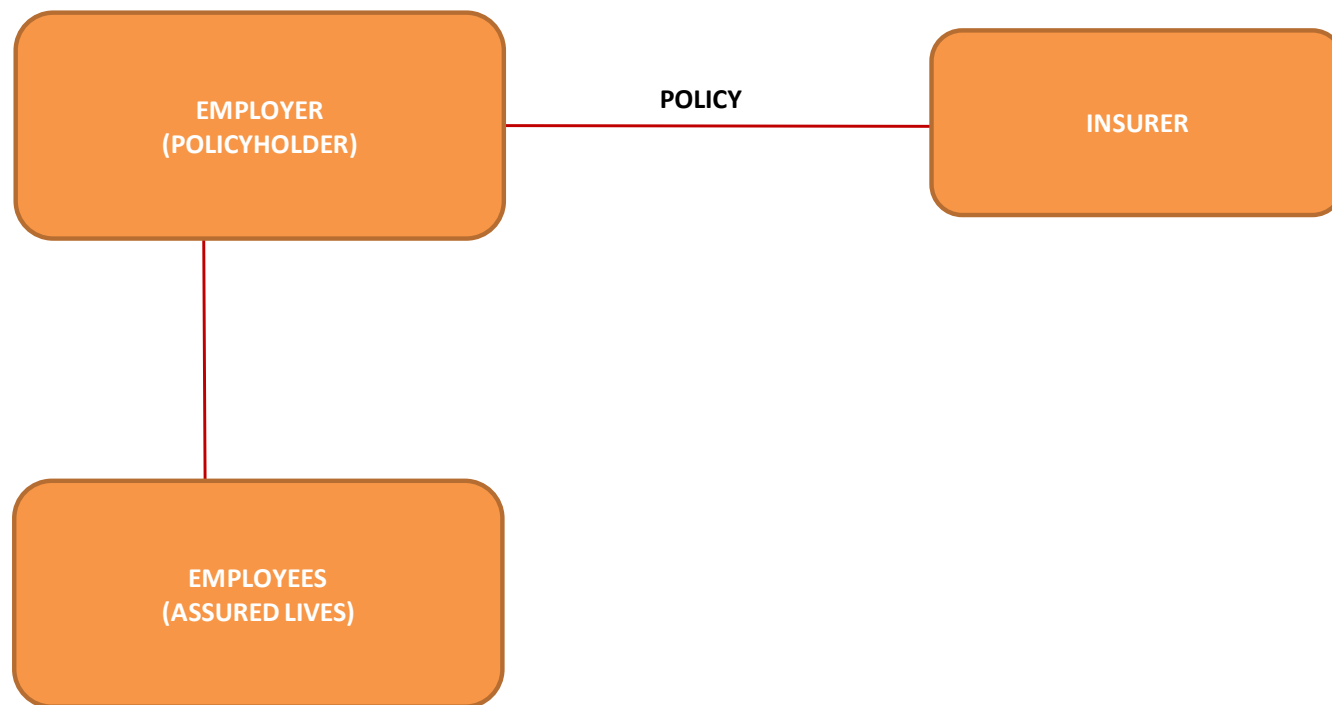 EMPLOYER
(POLICYHOLDER)
POLICY
INSURER
EMPLOYEES
(ASSURED LIVES)